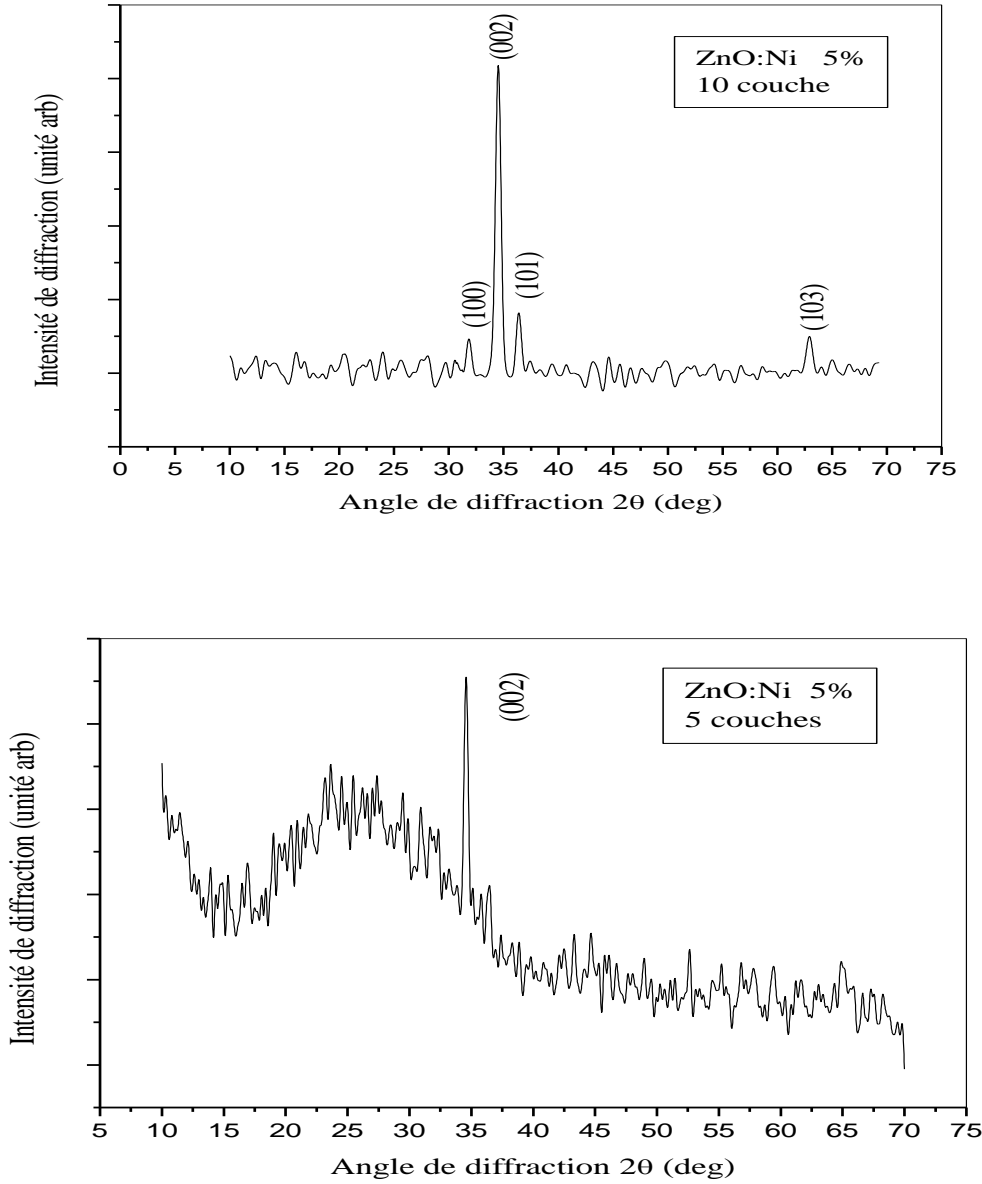 (002)
ZnO:Ni 5%
10 couche
(101)
(100)
(103)
Intensité de diffraction (unité arb)
0 5 10 15 20 25 30 35 40 45 50 55 60 65 70 75
Angle de diffraction 2θ (deg)
(002)
ZnO:Ni 5%
5 couches
Intensité de diffraction (unité arb)
5 10 15 20 25 30 35 40 45 50 55 60 65 70 75
Angle de diffraction 2θ (deg)